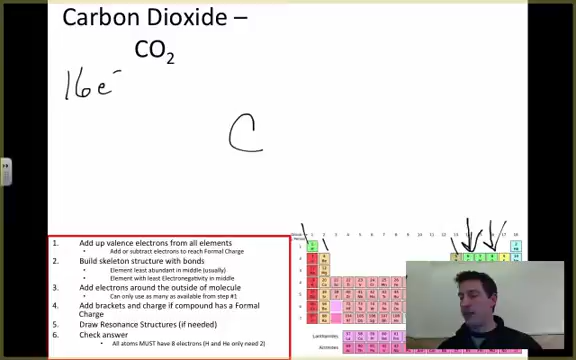 Carbon Dioxide –
CO₂
16e⁻
C
1. Add up valence electrons from all elements
• Add or subtract electrons to reach Formal Charge
2. Build skeleton structure with bonds
• Element least abundant in middle (usually)
• Element with least Electronegativity in middle
3. Add electrons around the outside of molecule
• Can only use as many as available from step #1
4. Add brackets and charge if compound has a Formal
Charge
5. Draw Resonance Structures (if needed)
6. Check answer
• All atoms MUST have 8 electrons (H and He only need 2)
Lanthanides
Actinides